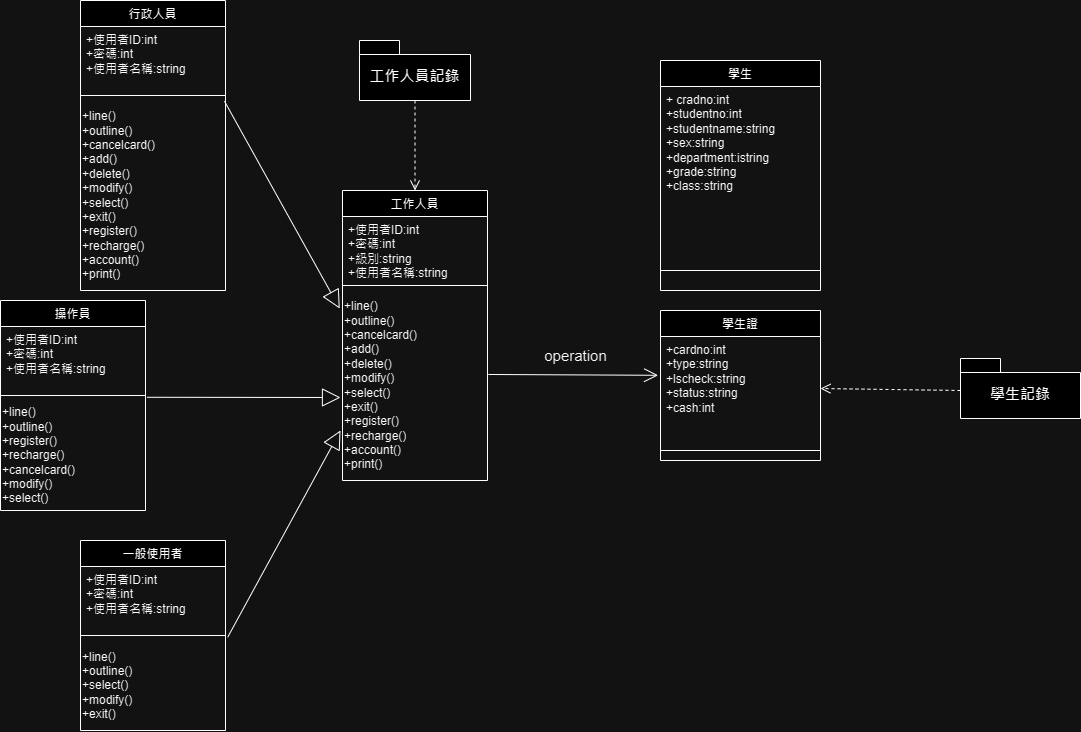 行政人員
+使用者ID:int
+密碼:int
+使用者名稱:string
+line()
+outline()
+cancelcard()
+add()
+delete()
+modify()
+select()
+exit()
+register()
+recharge()
+account()
+print()
操作員
+使用者ID:int
+密碼:int
+使用者名稱:string
+line()
+outline()
+register()
+recharge()
+cancelcard()
+modify()
+select()
一般使用者
+使用者ID:int
+密碼:int
+使用者名稱:string
+line()
+outline()
+select()
+modify()
+exit()
工作人員記錄
工作人員
+使用者ID:int
+密碼:int
+級別:string
+使用者名稱:string
+line()
+outline()
+cancelcard()
+add()
+delete()
+modify()
+select()
+exit()
+register()
+recharge()
+account()
+print()
operation
學生
+ cradno:int
+studentno:int
+studentname:string
+sex:string
+department:istring
+grade:string
+class:string
學生證
+cardno:int
+type:string
+lscheck:string
+status:string
+cash:int
學生記錄